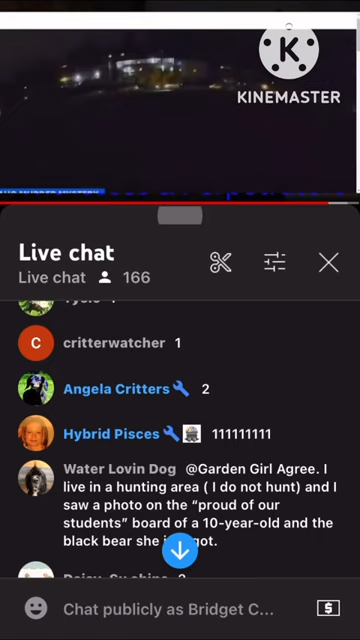 K
KINEMASTER
Live chat
Live chat 166
C critterwatcher 1
Angela Critters 2
Hybrid Pisces 111111111
Water Lovin Dog @Garden Girl Agree. I
live in a hunting area ( I do not hunt) and I
saw a photo on the “proud of our
students” board of a 10-year-old and the
black bear she got.
Chat publicly as Bridget C...
$